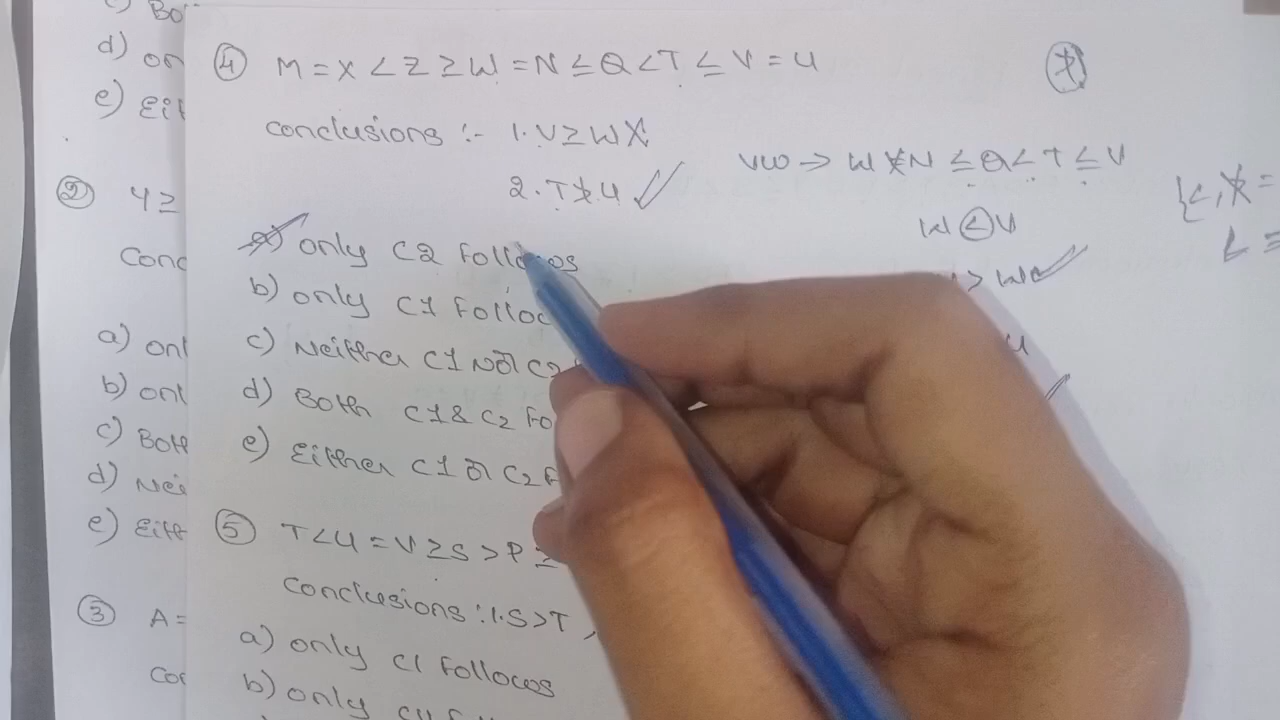 c) Bo
d) on
e) Eit
④ M = X < Z ≥ W = N ≤ Q < T ≤ V = U
conclusions :- 1. V ≥ W X
2. T ≯ U ✓
VW → W N ≤ Q < T ≤ V
W < V
> W ✓
② Y ≥
Conc
a) only C2 Follows
b) only C1 Follow
c) Neither C1 Nor C2
d) Both C1 & C2 Fo
e) Either C1 or C2 F
a) onl
b) onl
c) Both
d) Nei
e) Eith
⑤ T < U = V ≥ S > P ≥
conclusions : 1. S > T ,
a) only C1 Follows
b) only
③ A =
Co